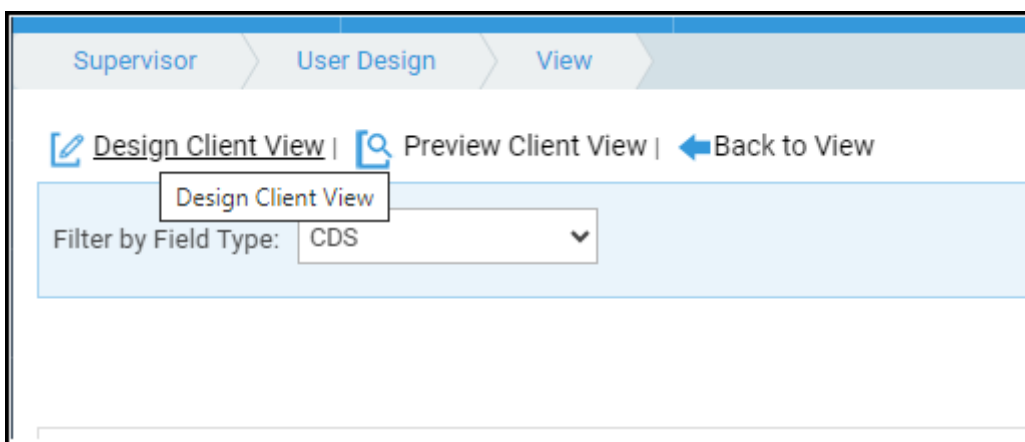 Supervisor User Design View
Design Client View | Preview Client View | Back to View
Design Client View
Filter by Field Type: CDS